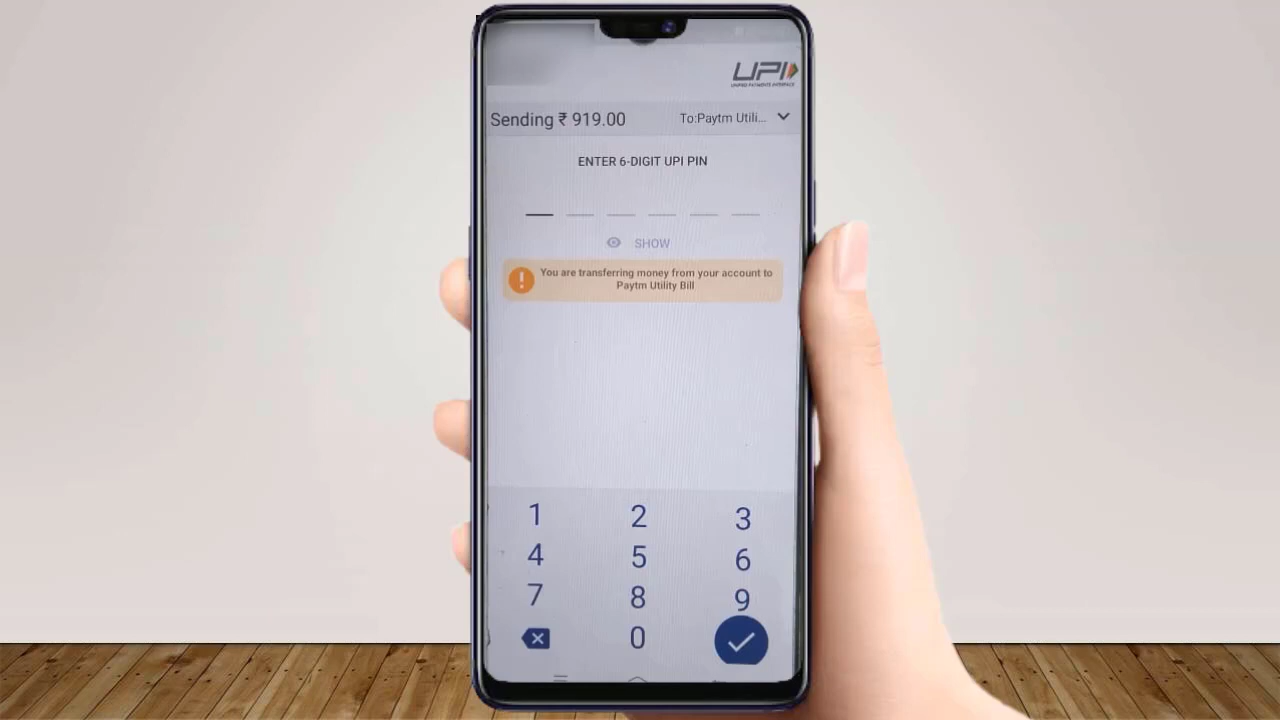 UPI
UNIFIED PAYMENTS INTERFACE
Sending ₹ 919.00
To:Paytm Utili...
ENTER 6-DIGIT UPI PIN
SHOW
You are transferring money from your account to
Paytm Utility Bill
1 2 3
4 5 6
7 8 9
0